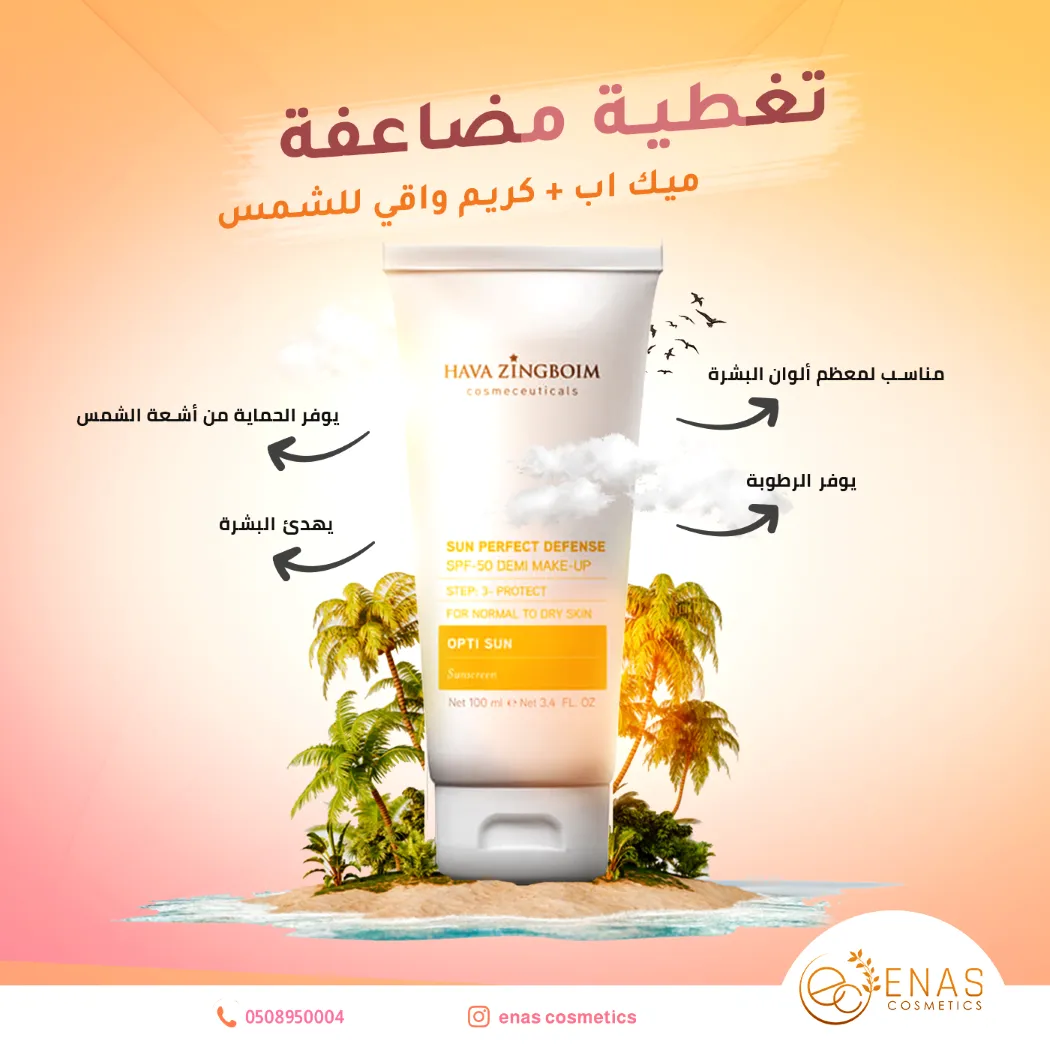 تغطية مضاعفة
ميك اب + كريم واقي للشمس
HAVA ZINGBOIM
cosmeceuticals
مناسب لمعظم ألوان البشرة
يوفر الحماية من أشعة الشمس
يوفر الرطوبة
يهدئ البشرة
SUN PERFECT DEFENSE
SPF-50 DEMI MAKE-UP
STEP: 3- PROTECT
FOR NORMAL TO DRY SKIN
OPTI SUN
Sunscreen
Net 100 ml e Net 3.4 FL. OZ
ENAS
COSMETICS
0508950004
enas cosmetics